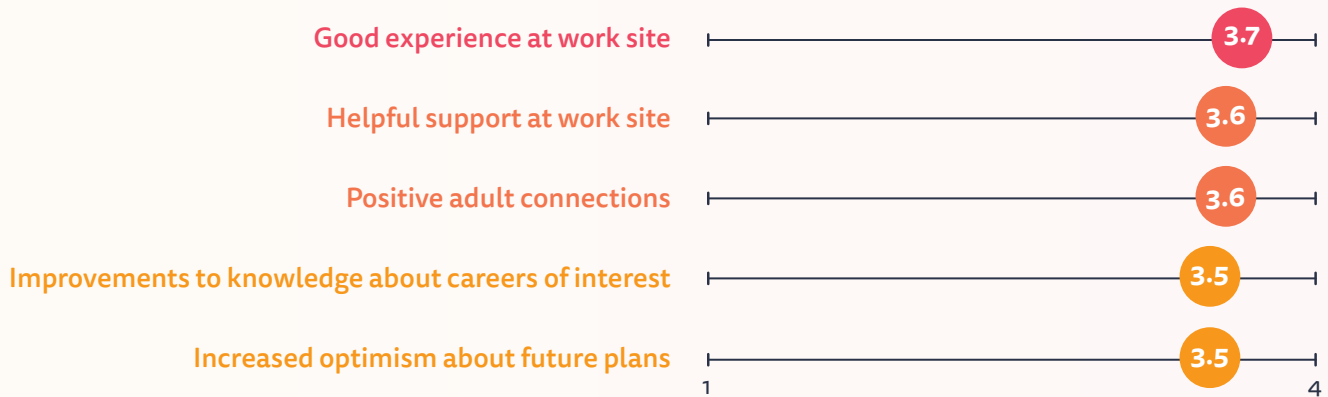 Good experience at work site 3.7
Helpful support at work site 3.6
Positive adult connections 3.6
Improvements to knowledge about careers of interest 3.5
Increased optimism about future plans 3.5
1 4